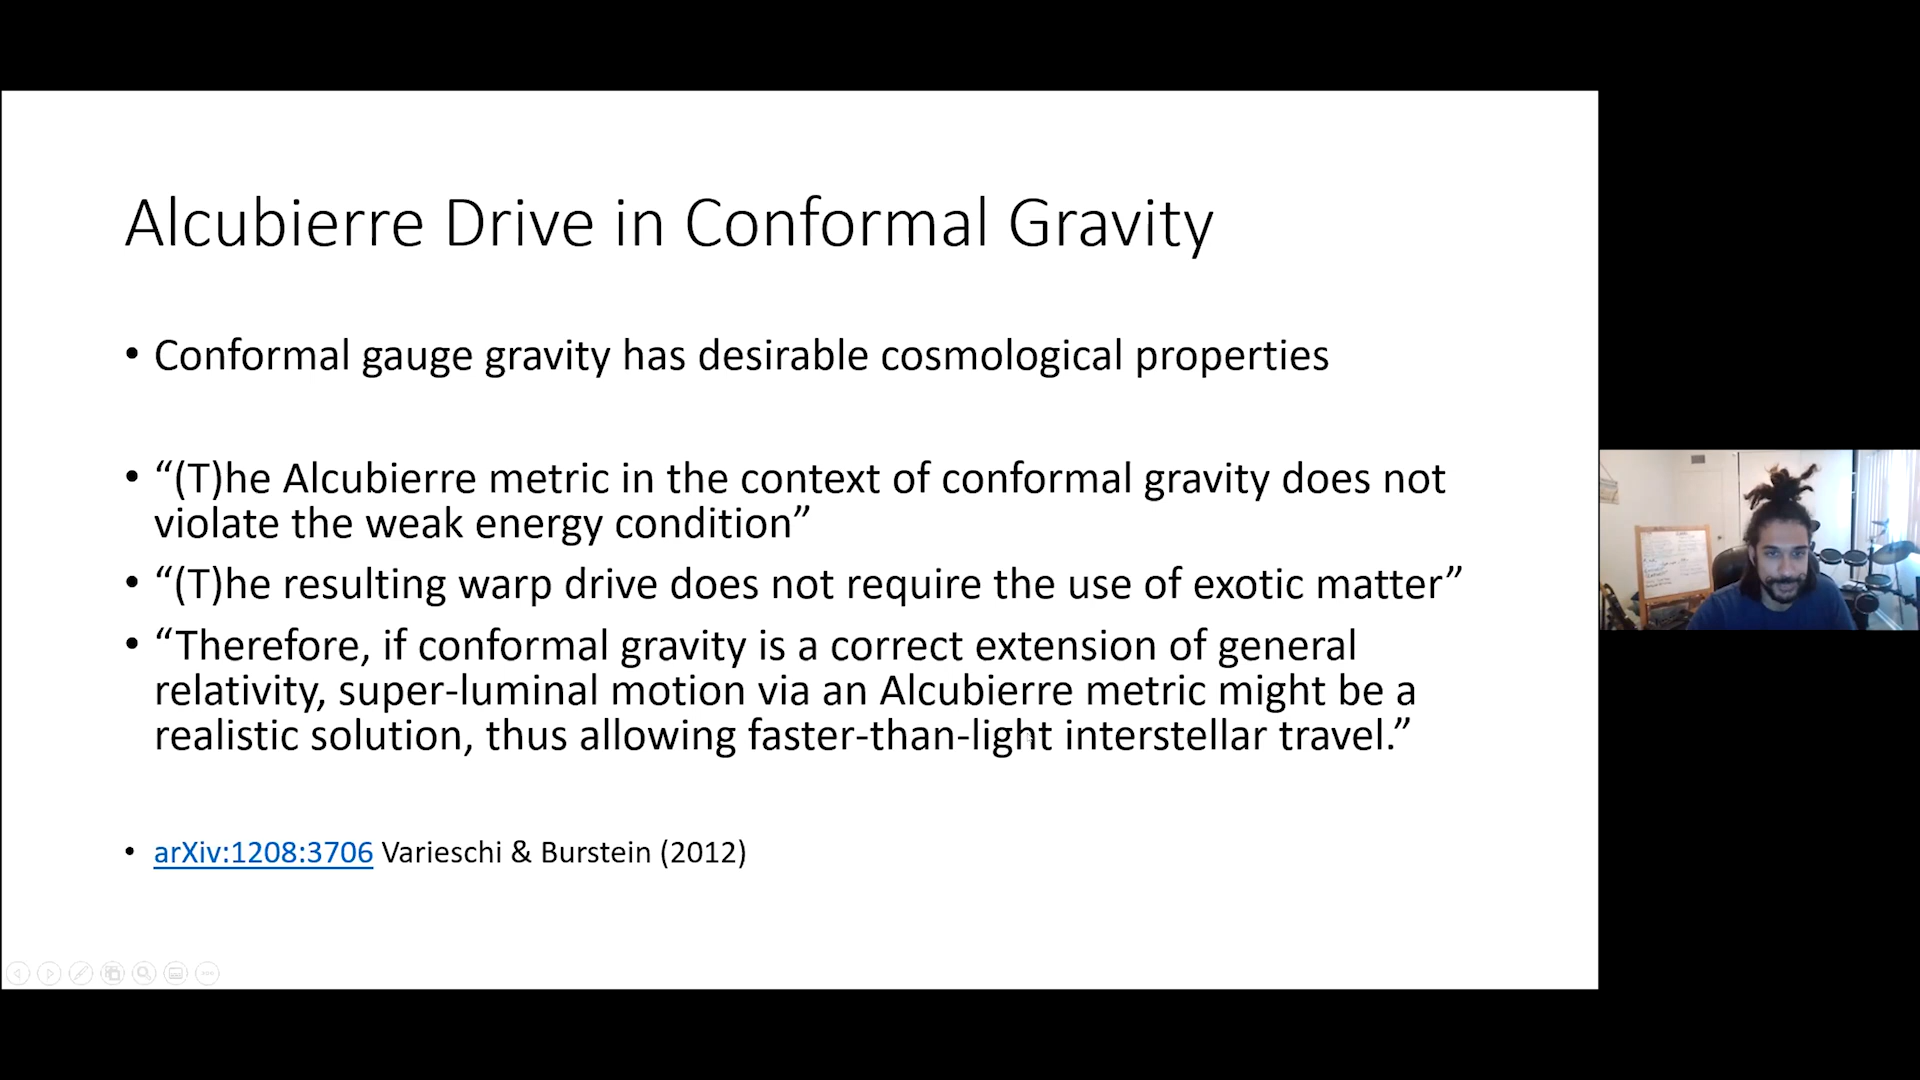 Alcubierre Drive in Conformal Gravity
• Conformal gauge gravity has desirable cosmological properties
• “(T)he Alcubierre metric in the context of conformal gravity does not
violate the weak energy condition”
• “(T)he resulting warp drive does not require the use of exotic matter”
• “Therefore, if conformal gravity is a correct extension of general
relativity, super-luminal motion via an Alcubierre metric might be a
realistic solution, thus allowing faster-than-light interstellar travel.”
• arXiv:1208:3706 Varieschi & Burstein (2012)